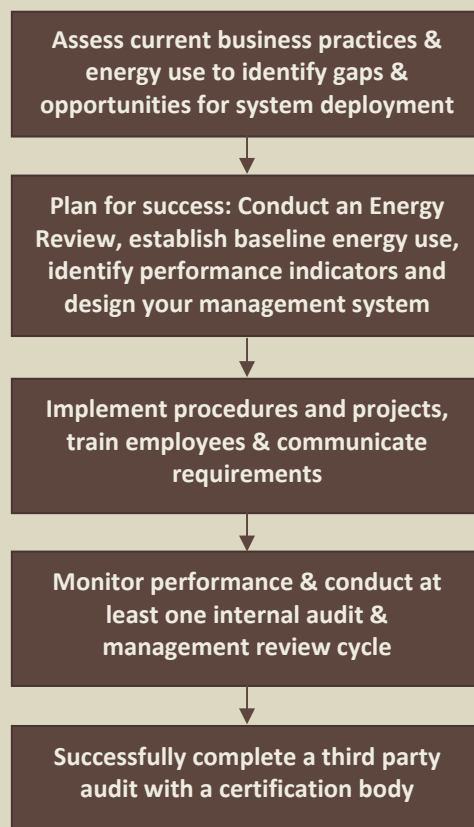 Assess current business practices &
energy use to identify gaps &
opportunities for system deployment
Plan for success: Conduct an Energy
Review, establish baseline energy use,
identify performance indicators and
design your management system
Implement procedures and projects,
train employees & communicate
requirements
Monitor performance & conduct at
least one internal audit &
management review cycle
Successfully complete a third party
audit with a certification body